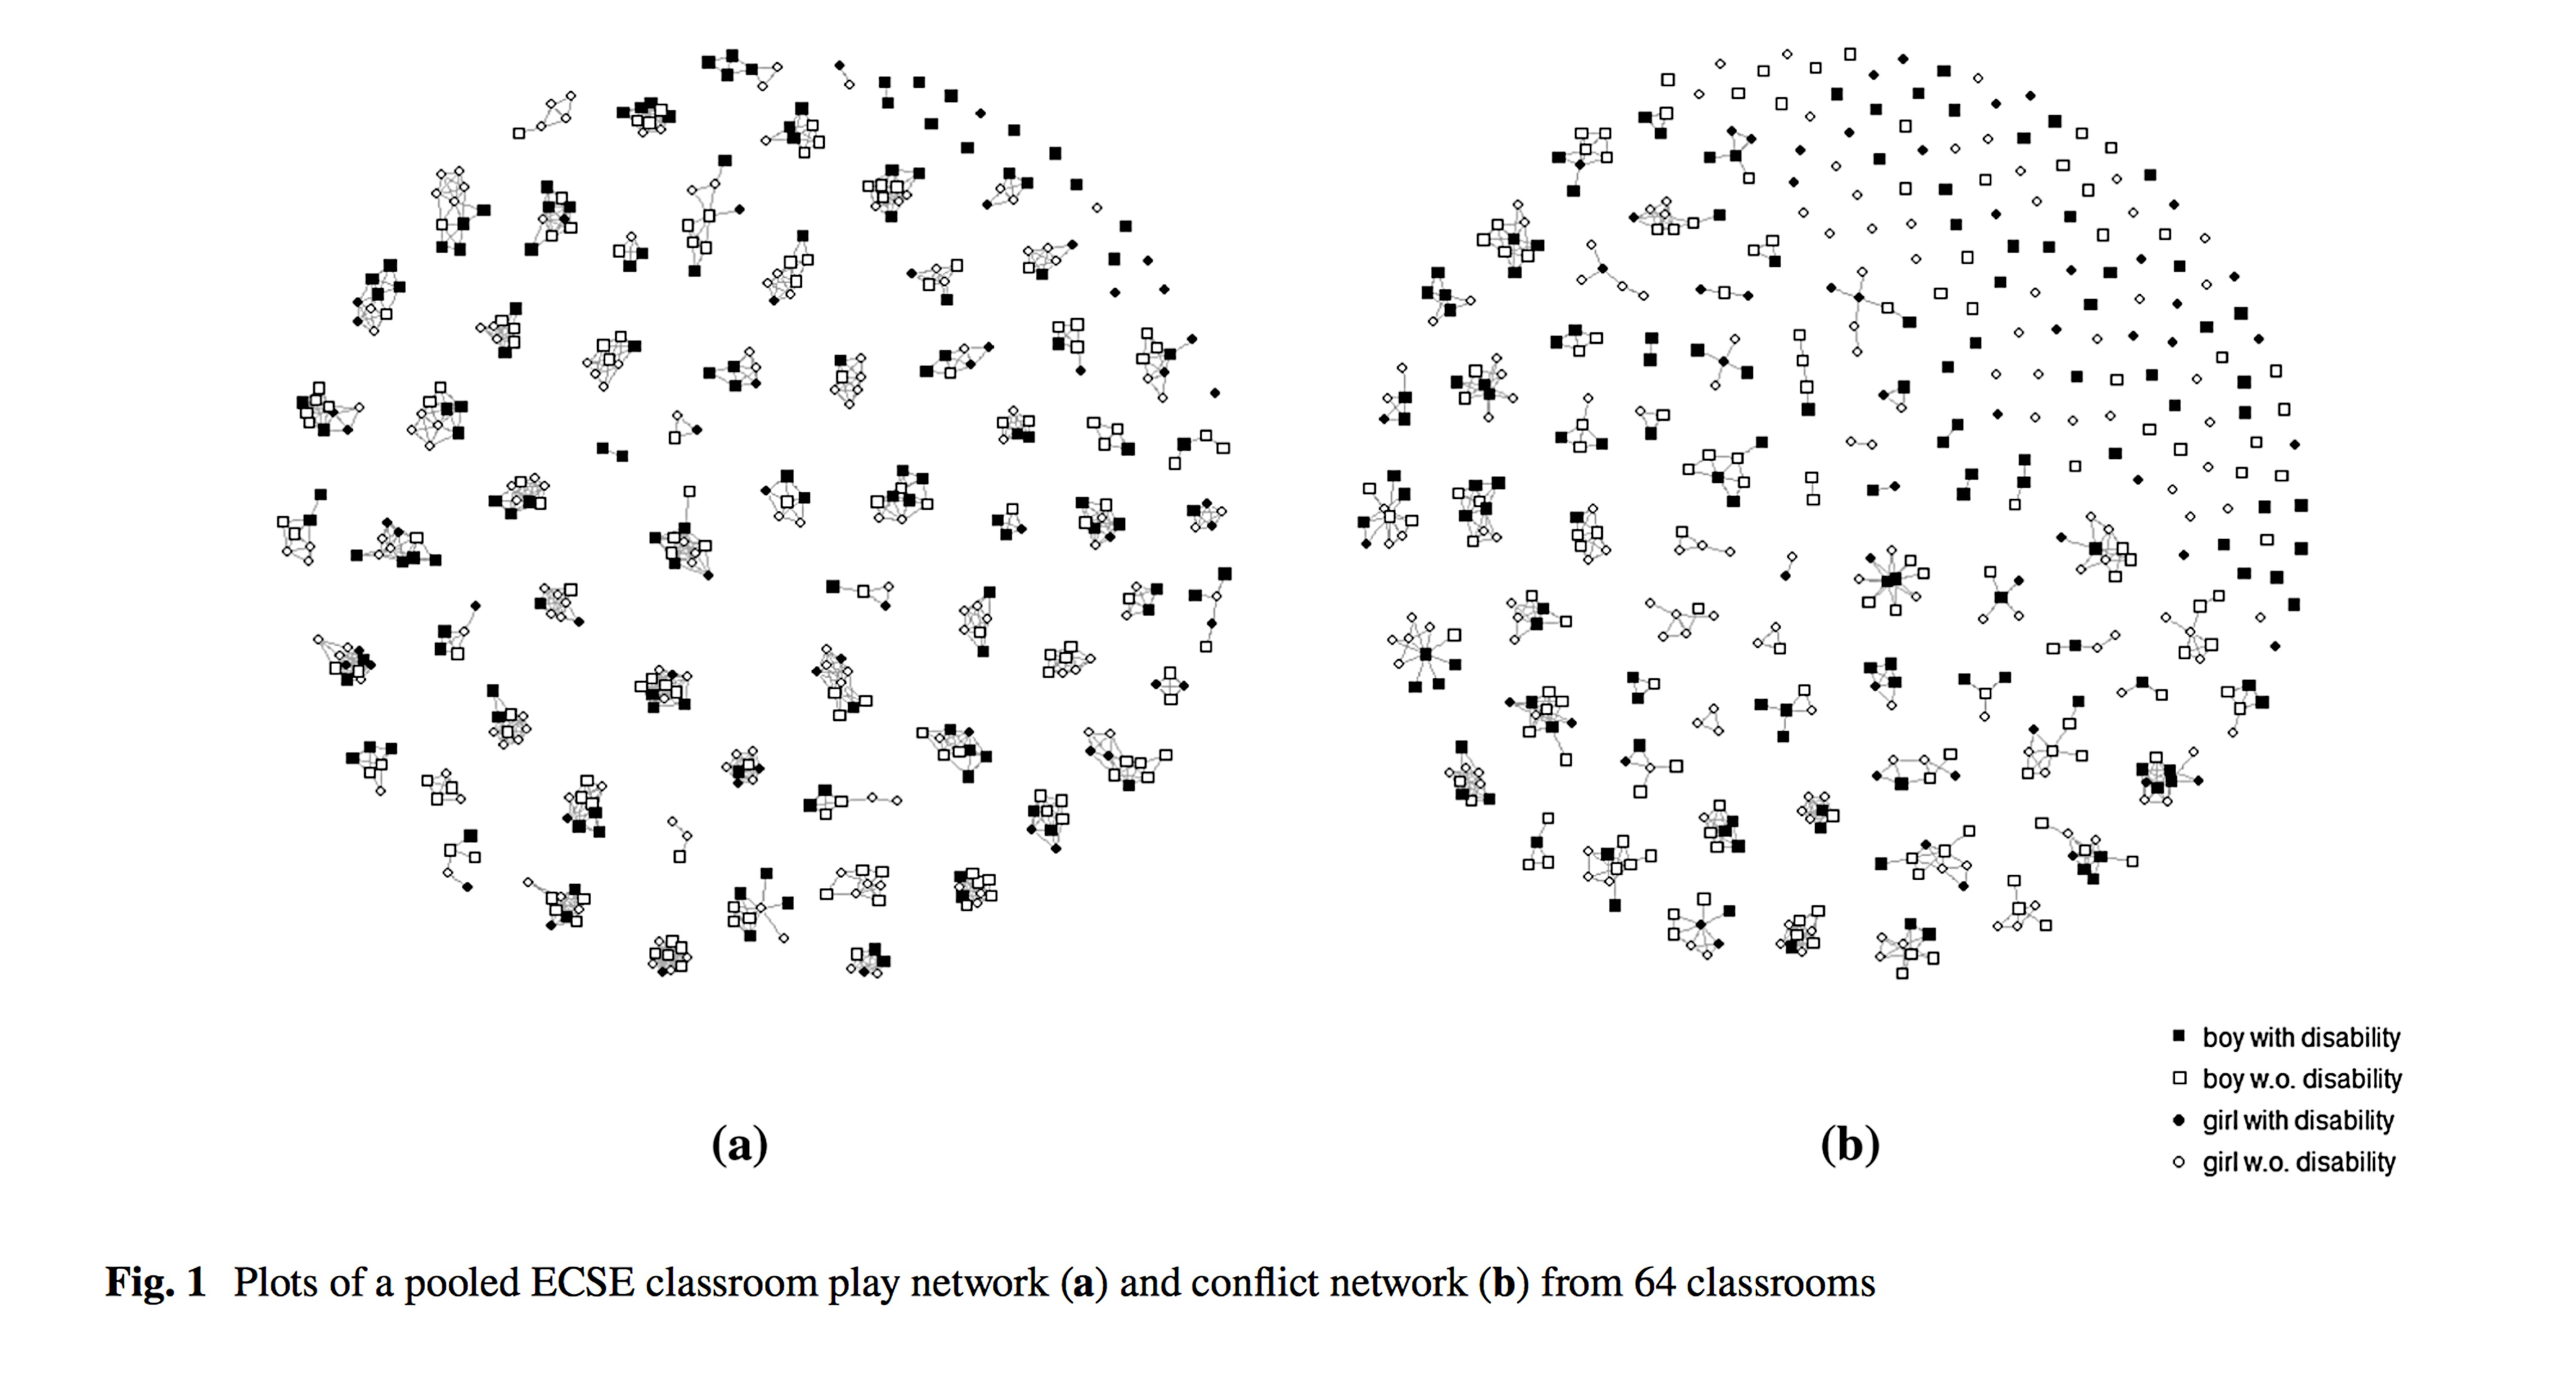 boy with disability
boy w.o. disability
girl with disability
girl w.o. disability
(a)
(b)
Fig. 1 Plots of a pooled ECSE classroom play network (a) and conflict network (b) from 64 classrooms